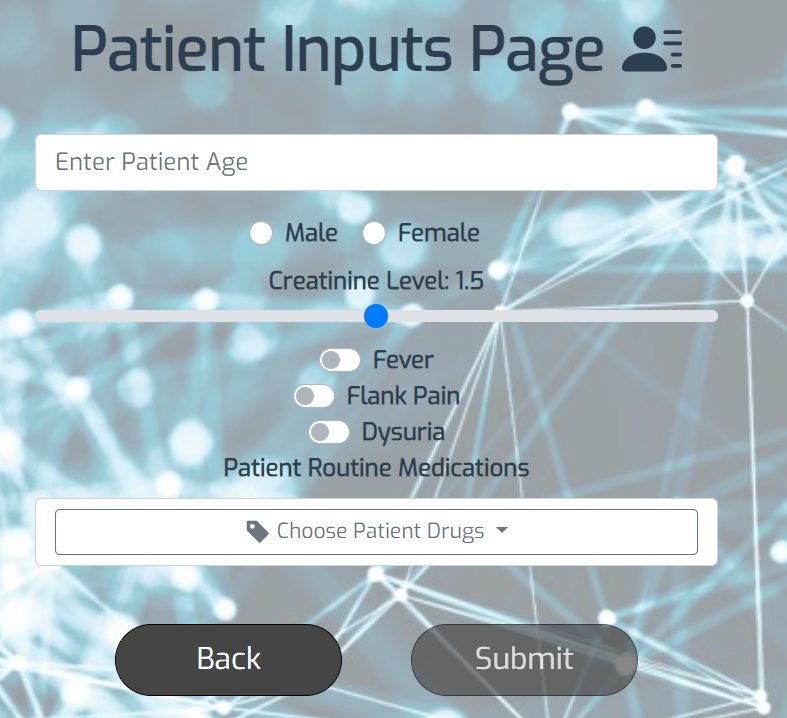 Patient Inputs Page
Enter Patient Age
Male Female
Creatinine Level: 1.5
Fever
Flank Pain
Dysuria
Patient Routine Medications
Choose Patient Drugs
Back Submit